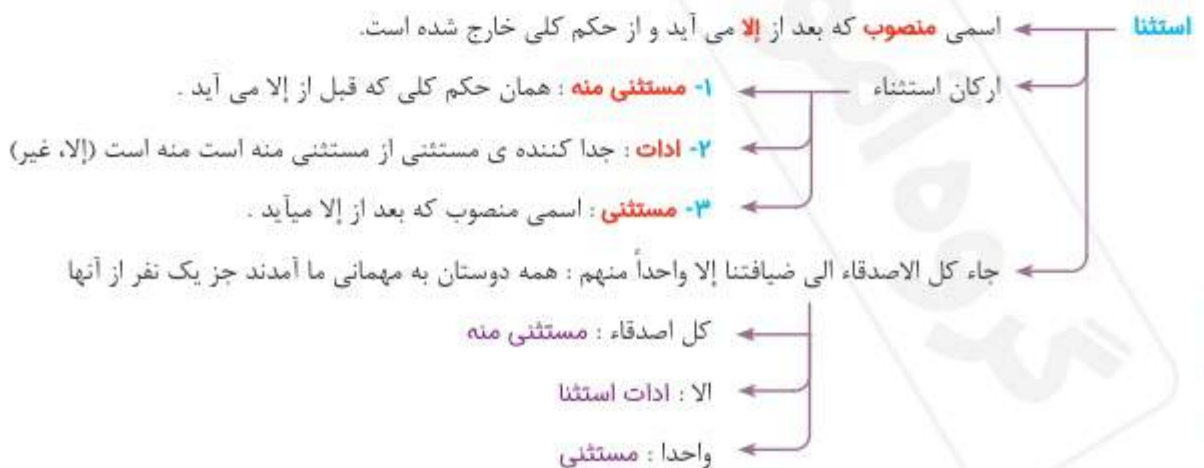 استثنا اسمی منصوب که بعد از إلا می آید و از حکم کلی خارج شده است.
ارکان استثناء ۱- مستثنی منه : همان حکم کلی که قبل از إلا می آید .
۲- ادات : جدا کننده ی مستثنی از مستثنی منه است منه است (إلا، غیر)
۳- مستثنی : اسمی منصوب که بعد از إلا میآید .
جاء کل الاصدقاء الی ضیافتنا إلا واحداً منهم : همه دوستان به مهمانی ما آمدند جز یک نفر از آنها
کل اصدقاء : مستثنی منه
الا : ادات استثنا
واحدا : مستثنی